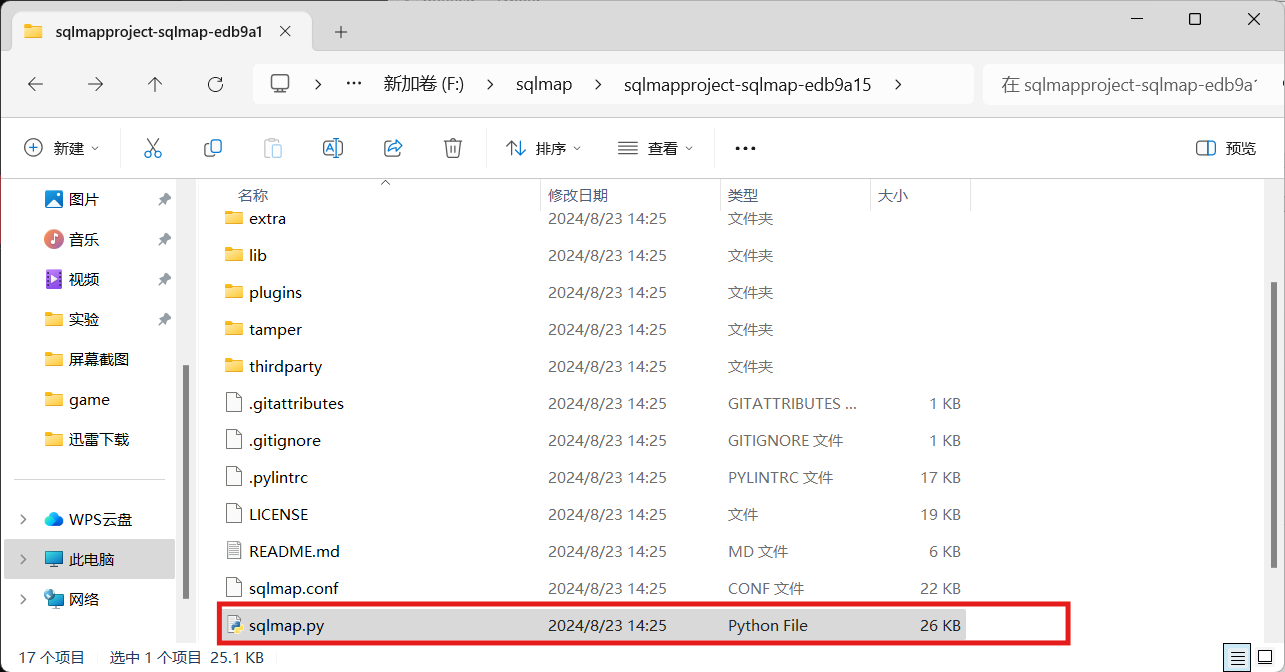 sqlmapproject-sqlmap-edb9a1
新加卷 (F:) sqlmap sqlmapproject-sqlmap-edb9a15 在 sqlmapproject-sqlmap-edb9a1
新建 排序 查看 ••• 预览
图片
音乐
视频
实验
屏幕截图
game
迅雷下载
WPS云盘
此电脑
网络
名称 修改日期 类型 大小
extra 2024/8/23 14:25 文件夹
lib 2024/8/23 14:25 文件夹
plugins 2024/8/23 14:25 文件夹
tamper 2024/8/23 14:25 文件夹
thirdparty 2024/8/23 14:25 文件夹
.gitattributes 2024/8/23 14:25 GITATTRIBUTES ... 1 KB
.gitignore 2024/8/23 14:25 GITIGNORE 文件 1 KB
.pylintrc 2024/8/23 14:25 PYLINTRC 文件 17 KB
LICENSE 2024/8/23 14:25 文件 19 KB
README.md 2024/8/23 14:25 MD 文件 6 KB
sqlmap.conf 2024/8/23 14:25 CONF 文件 22 KB
sqlmap.py 2024/8/23 14:25 Python File 26 KB
17 个项目 选中 1 个项目 25.1 KB